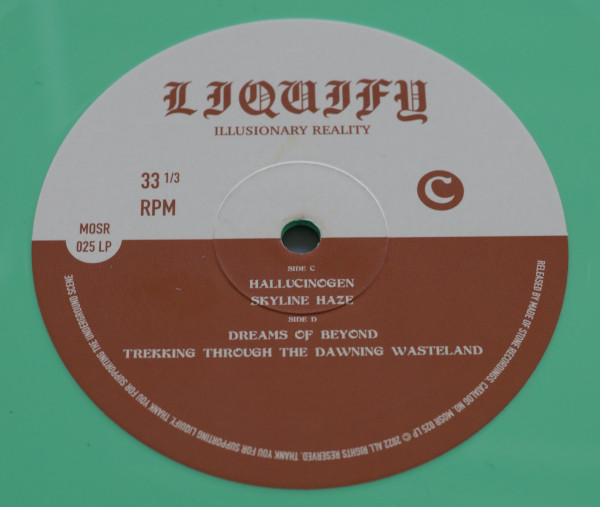 LIQUIFY
ILLUSIONARY REALITY
33 1/3
RPM
C
MOSR
025 LP
SIDE C
HALLUCINOGEN
SKYLINE HAZE
SIDE D
DREAMS OF BEYOND
TREKKING THROUGH THE DAWNING WASTELAND
RELEASED BY MADE OF STONE RECORDINGS. CATALOG NO. MOSR 025 LP © 2022 ALL RIGHTS RESERVED. THANK YOU FOR SUPPORTING LIQUIFY. THANK YOU FOR SUPPORTING THE UNDERGROUND SCENE.